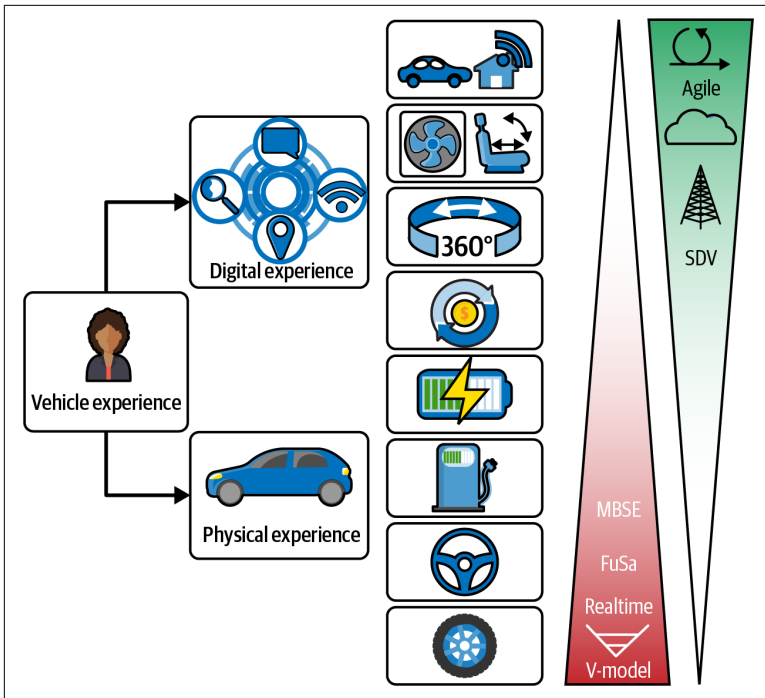 Vehicle experience
Digital experience
Physical experience
360°
$
MBSE
FuSa
Realtime
V-model
Agile
SDV